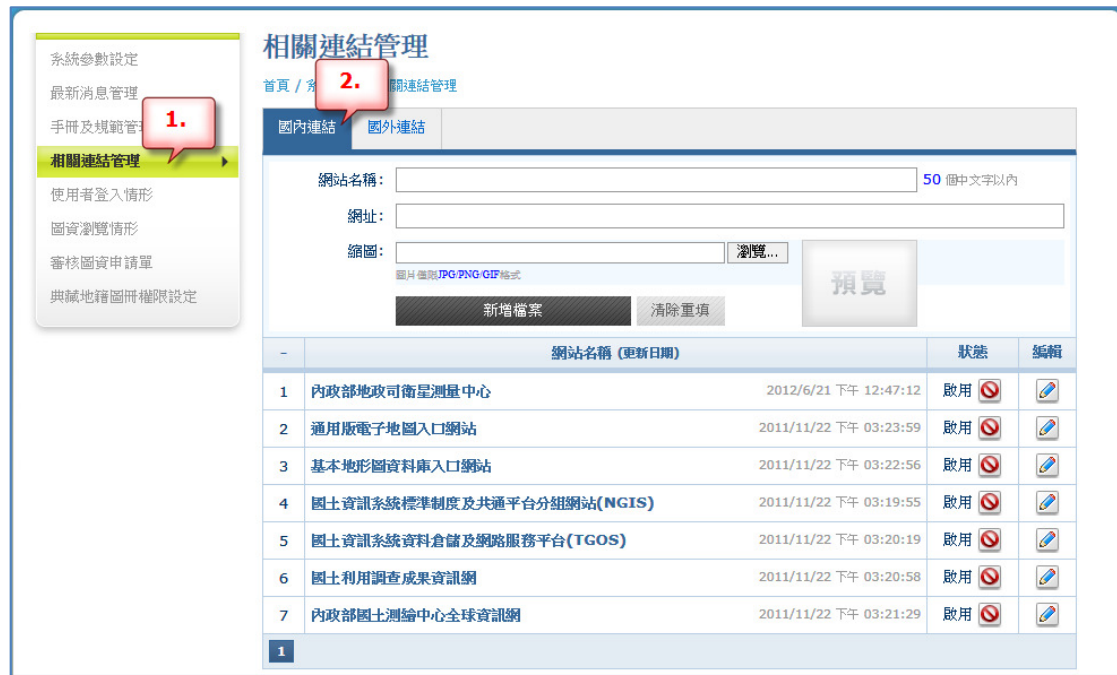 系統參數設定
最新消息管理
手冊及規範管
1.
相關連結管理
使用者登入情形
圖資瀏覽情形
審核圖資申請單
典藏地籍圖冊權限設定
相關連結管理
首頁 / 系
2.
關連結管理
國內連結 國外連結
網站名稱: 50 個中文字以內
網址:
縮圖: 瀏覽...
圖片僅限JPG/PNG/GIF格式
預覽
新增檔案 清除重填
- 網站名稱 (更新日期) 狀態 編輯
1 內政部地政司衛星測量中心 2012/6/21 下午 12:47:12 啟用
2 通用版電子地圖入口網站 2011/11/22 下午 03:23:59 啟用
3 基本地形圖資料庫入口網站 2011/11/22 下午 03:22:56 啟用
4 國土資訊系統標準制度及共通平台分組網站(NGIS) 2011/11/22 下午 03:19:55 啟用
5 國土資訊系統資料倉儲及網路服務平台(TGOS) 2011/11/22 下午 03:20:19 啟用
6 國土利用調查成果資訊網 2011/11/22 下午 03:20:58 啟用
7 內政部國土測繪中心全球資訊網 2011/11/22 下午 03:21:29 啟用
1